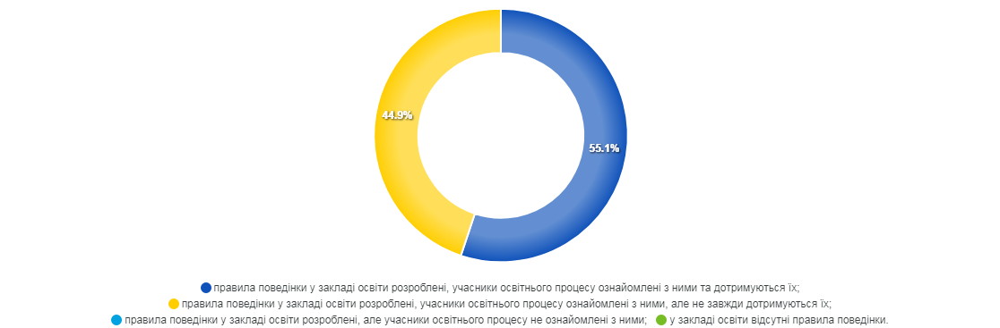 44.9%
55.1%
правила поведінки у закладі освіти розроблені, учасники освітнього процесу ознайомлені з ними та дотримуються їх;
правила поведінки у закладі освіти розроблені, учасники освітнього процесу ознайомлені з ними, але не завжди дотримуються їх;
правила поведінки у закладі освіти розроблені, але учасники освітнього процесу не ознайомлені з ними; у закладі освіти відсутні правила поведінки.